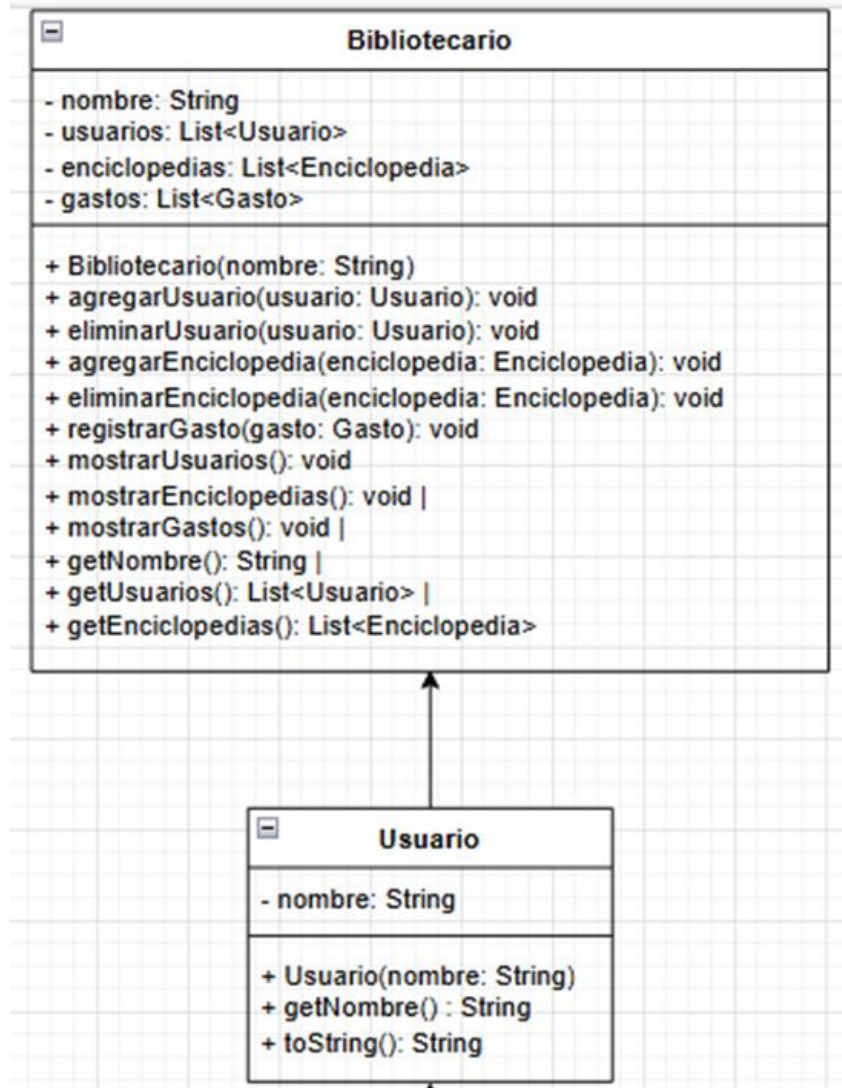 Bibliotecario
- nombre: String
- usuarios: List<Usuario>
- enciclopedias: List<Enciclopedia>
- gastos: List<Gasto>
+ Bibliotecario(nombre: String)
+ agregarUsuario(usuario: Usuario): void
+ eliminarUsuario(usuario: Usuario): void
+ agregarEnciclopedia(enciclopedia: Enciclopedia): void
+ eliminarEnciclopedia(enciclopedia: Enciclopedia): void
+ registrarGasto(gasto: Gasto): void
+ mostrarUsuarios(): void
+ mostrarEnciclopedias(): void |
+ mostrarGastos(): void |
+ getNombre(): String |
+ getUsuarios(): List<Usuario> |
+ getEnciclopedias(): List<Enciclopedia>
Usuario
- nombre: String
+ Usuario(nombre: String)
+ getNombre() : String
+ toString(): String